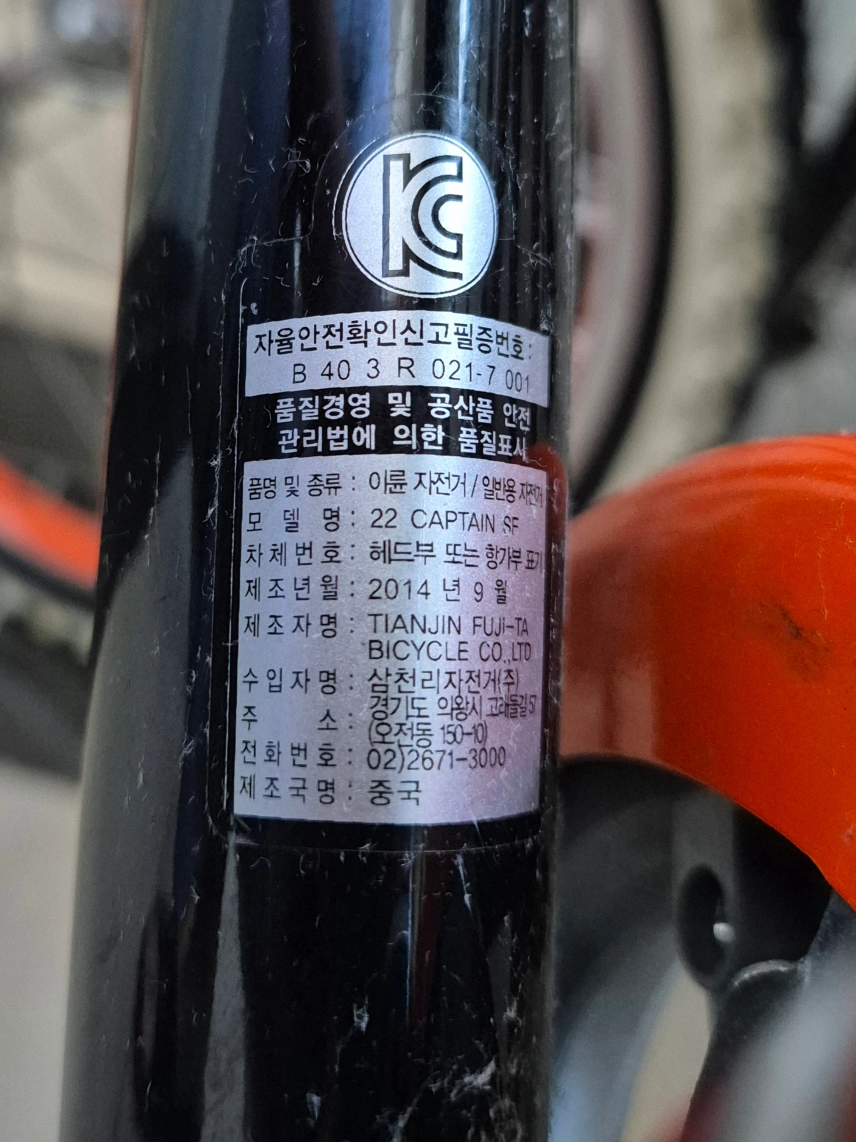 KC
자율안전확인신고필증번호:
B 40 3 R 021-7 001
품질경영 및 공산품 안전
관리법에 의한 품질표시
품명 및 종류 : 이륜 자전거 / 일반용 자전거
모 델 명 : 22 CAPTAIN SF
차체번호 : 헤드부 또는 항가부 표기
제조년월 : 2014 년 9 월
제조자명 : TIANJIN FUJI-TA
BICYCLE CO.,LTD
수입자명 : 삼천리자전거(주)
주 소 : 경기도 의왕시 고래들길 57
(오전동 150-10)
전화번호 : 02)2671-3000
제조국명 : 중국